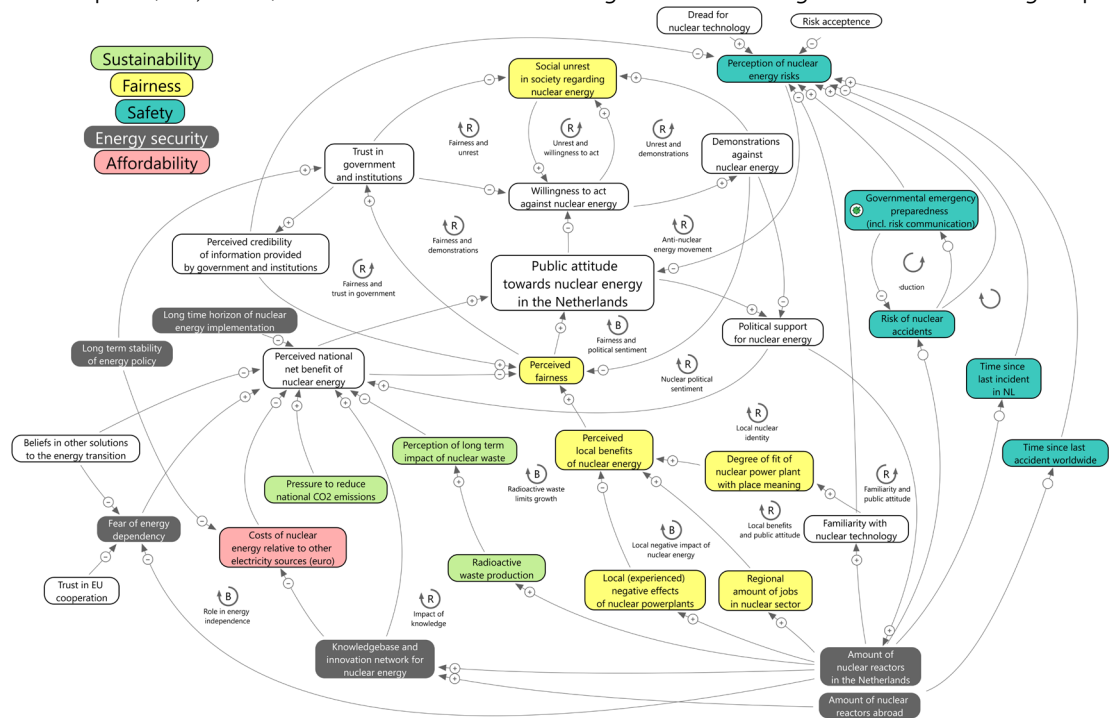 Dread for
nuclear technology
Risk acceptence
Sustainability
Fairness
Safety
Energy security
Affordability
Social unrest
in society regarding
nuclear energy
Perception of nuclear
energy risks
R
Fairness and
unrest
R
Unrest and
willingness to act
R
Unrest and
demonstrations
Trust in
government
and institutions
Demonstrations
against
nuclear energy
Willingness to act
against nuclear energy
Governmental emergency
preparedness
(incl. risk communication)
Perceived credibility
of information provided
by government and institutions
R
Fairness and
demonstrations
R
Anti-nuclear
energy movement
R
Fairness and
trust in government
Public attitude
towards nuclear energy
in the Netherlands
duction
Long time horizon of nuclear
energy implementation
B
Fairness and
political sentiment
Political support
for nuclear energy
Risk of nuclear
accidents
Long term stability
of energy policy
Perceived national
net benefit of
nuclear energy
Perceived
fairness
R
Nuclear political
sentiment
Time since
last incident
in NL
R
Local nuclear
identity
Beliefs in other solutions
to the energy transition
Perception of long term
impact of nuclear waste
Perceived
local benefits
of nuclear energy
Degree of fit of
nuclear power plant
with place meaning
Time since last
accident worldwide
Pressure to reduce
national CO2 emissions
B
Radioactive waste
limits growth
R
Familiarity and
public attitude
Fear of energy
dependency
Costs of nuclear
energy relative to other
electricity sources (euro)
R
Local benefits
and public attitude
Familiarity with
nuclear technology
B
Local negative impact of
nuclear energy
Trust in EU
cooperation
Radioactive
waste production
B
Role in energy
independence
R
Impact of
knowledge
Local (experienced)
negative effects
of nuclear powerplants
Regional
amount of jobs
in nuclear sector
Knowledgebase and
innovation network for
nuclear energy
Amount of
nuclear reactors
in the Netherlands
Amount of nuclear
reactors abroad